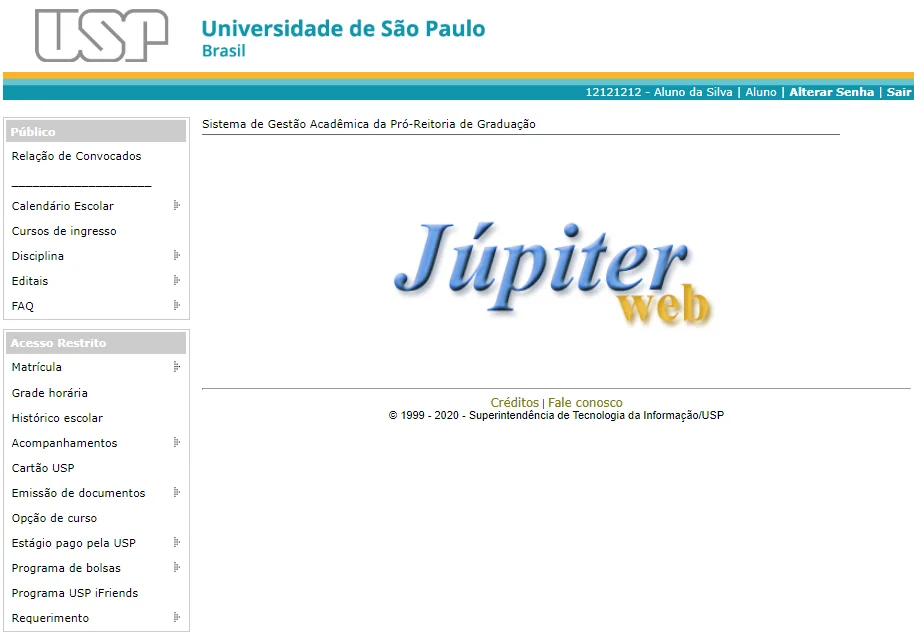 USP
Universidade de São Paulo
Brasil
12121212 - Aluno da Silva | Aluno | Alterar Senha | Sair
Público
Relação de Convocados
____________________
Calendário Escolar
Cursos de ingresso
Disciplina
Editais
FAQ
Acesso Restrito
Matrícula
Grade horária
Histórico escolar
Acompanhamentos
Cartão USP
Emissão de documentos
Opção de curso
Estágio pago pela USP
Programa de bolsas
Programa USP iFriends
Requerimento
Sistema de Gestão Acadêmica da Pró-Reitoria de Graduação
Júpiter
web
Créditos | Fale conosco
© 1999 - 2020 - Superintendência de Tecnologia da Informação/USP